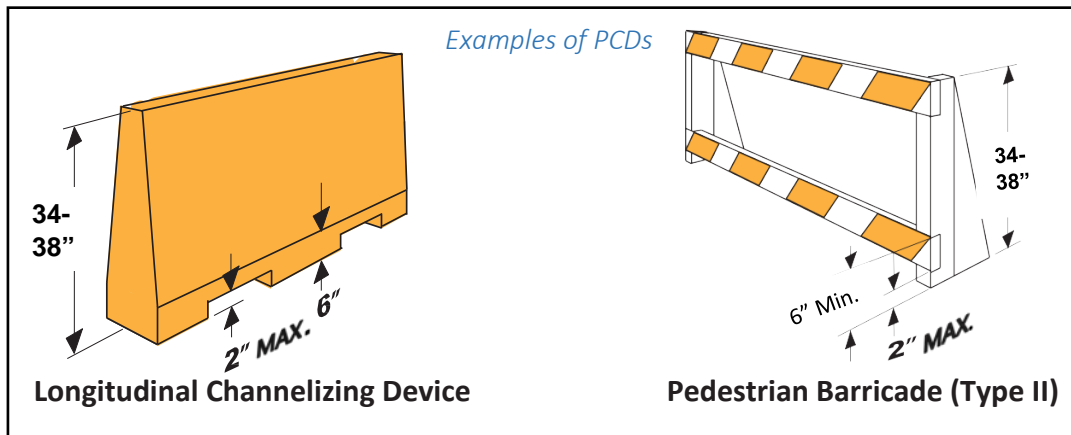 Examples of PCDs
34-
38”
2” MAX.
6”
Longitudinal Channelizing Device
34-
38”
6” Min.
2” MAX.
Pedestrian Barricade (Type II)